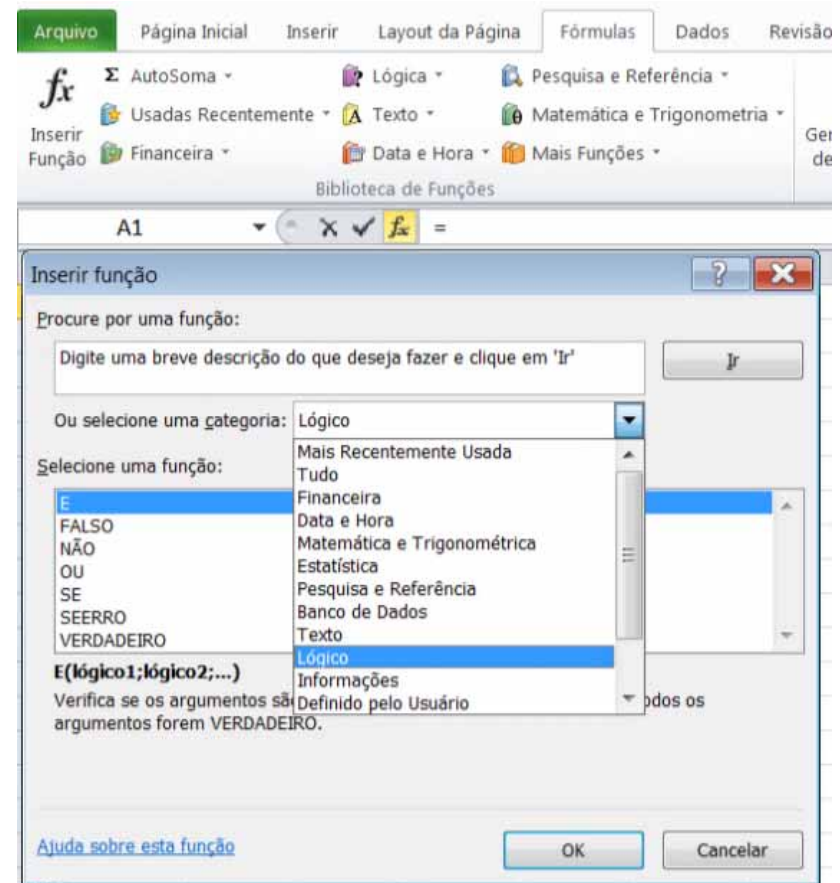 Arquivo Página Inicial Inserir Layout da Página Fórmulas Dados Revisão
fx Σ AutoSoma Lógica Pesquisa e Referência
Usadas Recentemente A Texto θ Matemática e Trigonometria
Inserir
Função Financeira Data e Hora Mais Funções
Ger
de
Biblioteca de Funções
A1 fx =
Inserir função ? X
Procure por uma função:
Digite uma breve descrição do que deseja fazer e clique em 'Ir' Ir
Ou selecione uma categoria: Lógico
Selecione uma função:
Mais Recentemente Usada
Tudo
Financeira
Data e Hora
Matemática e Trigonométrica
Estatística
Pesquisa e Referência
Banco de Dados
Texto
Lógico
Informações
Definido pelo Usuário
E
FALSO
NÃO
OU
SE
SEERRO
VERDADEIRO
E(lógico1;lógico2;...)
Verifica se os argumentos sã odos os
argumentos forem VERDADEIRO.
Ajuda sobre esta função OK Cancelar